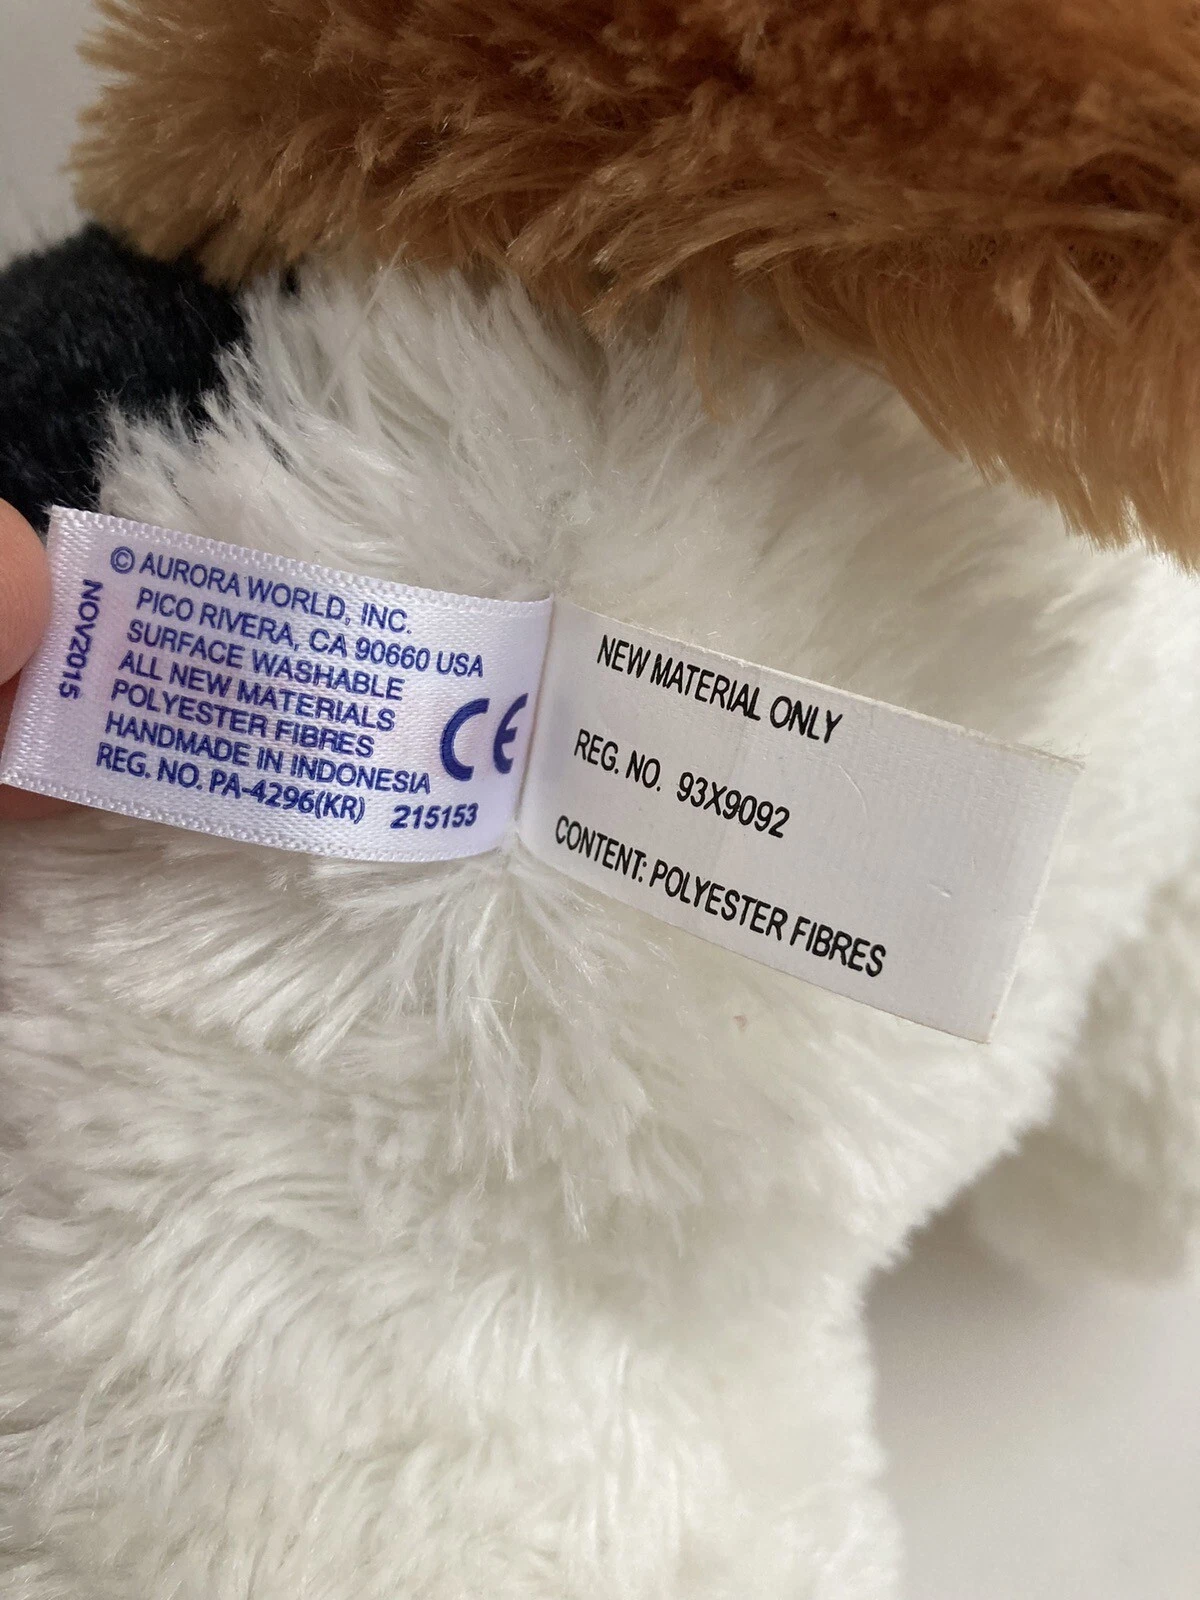 © AURORA WORLD, INC.
PICO RIVERA, CA 90660 USA
SURFACE WASHABLE
ALL NEW MATERIALS
POLYESTER FIBRES
HANDMADE IN INDONESIA
REG. NO. PA-4296(KR) 215153
NOV2015
CE
NEW MATERIAL ONLY
REG. NO. 93X9092
CONTENT: POLYESTER FIBRES